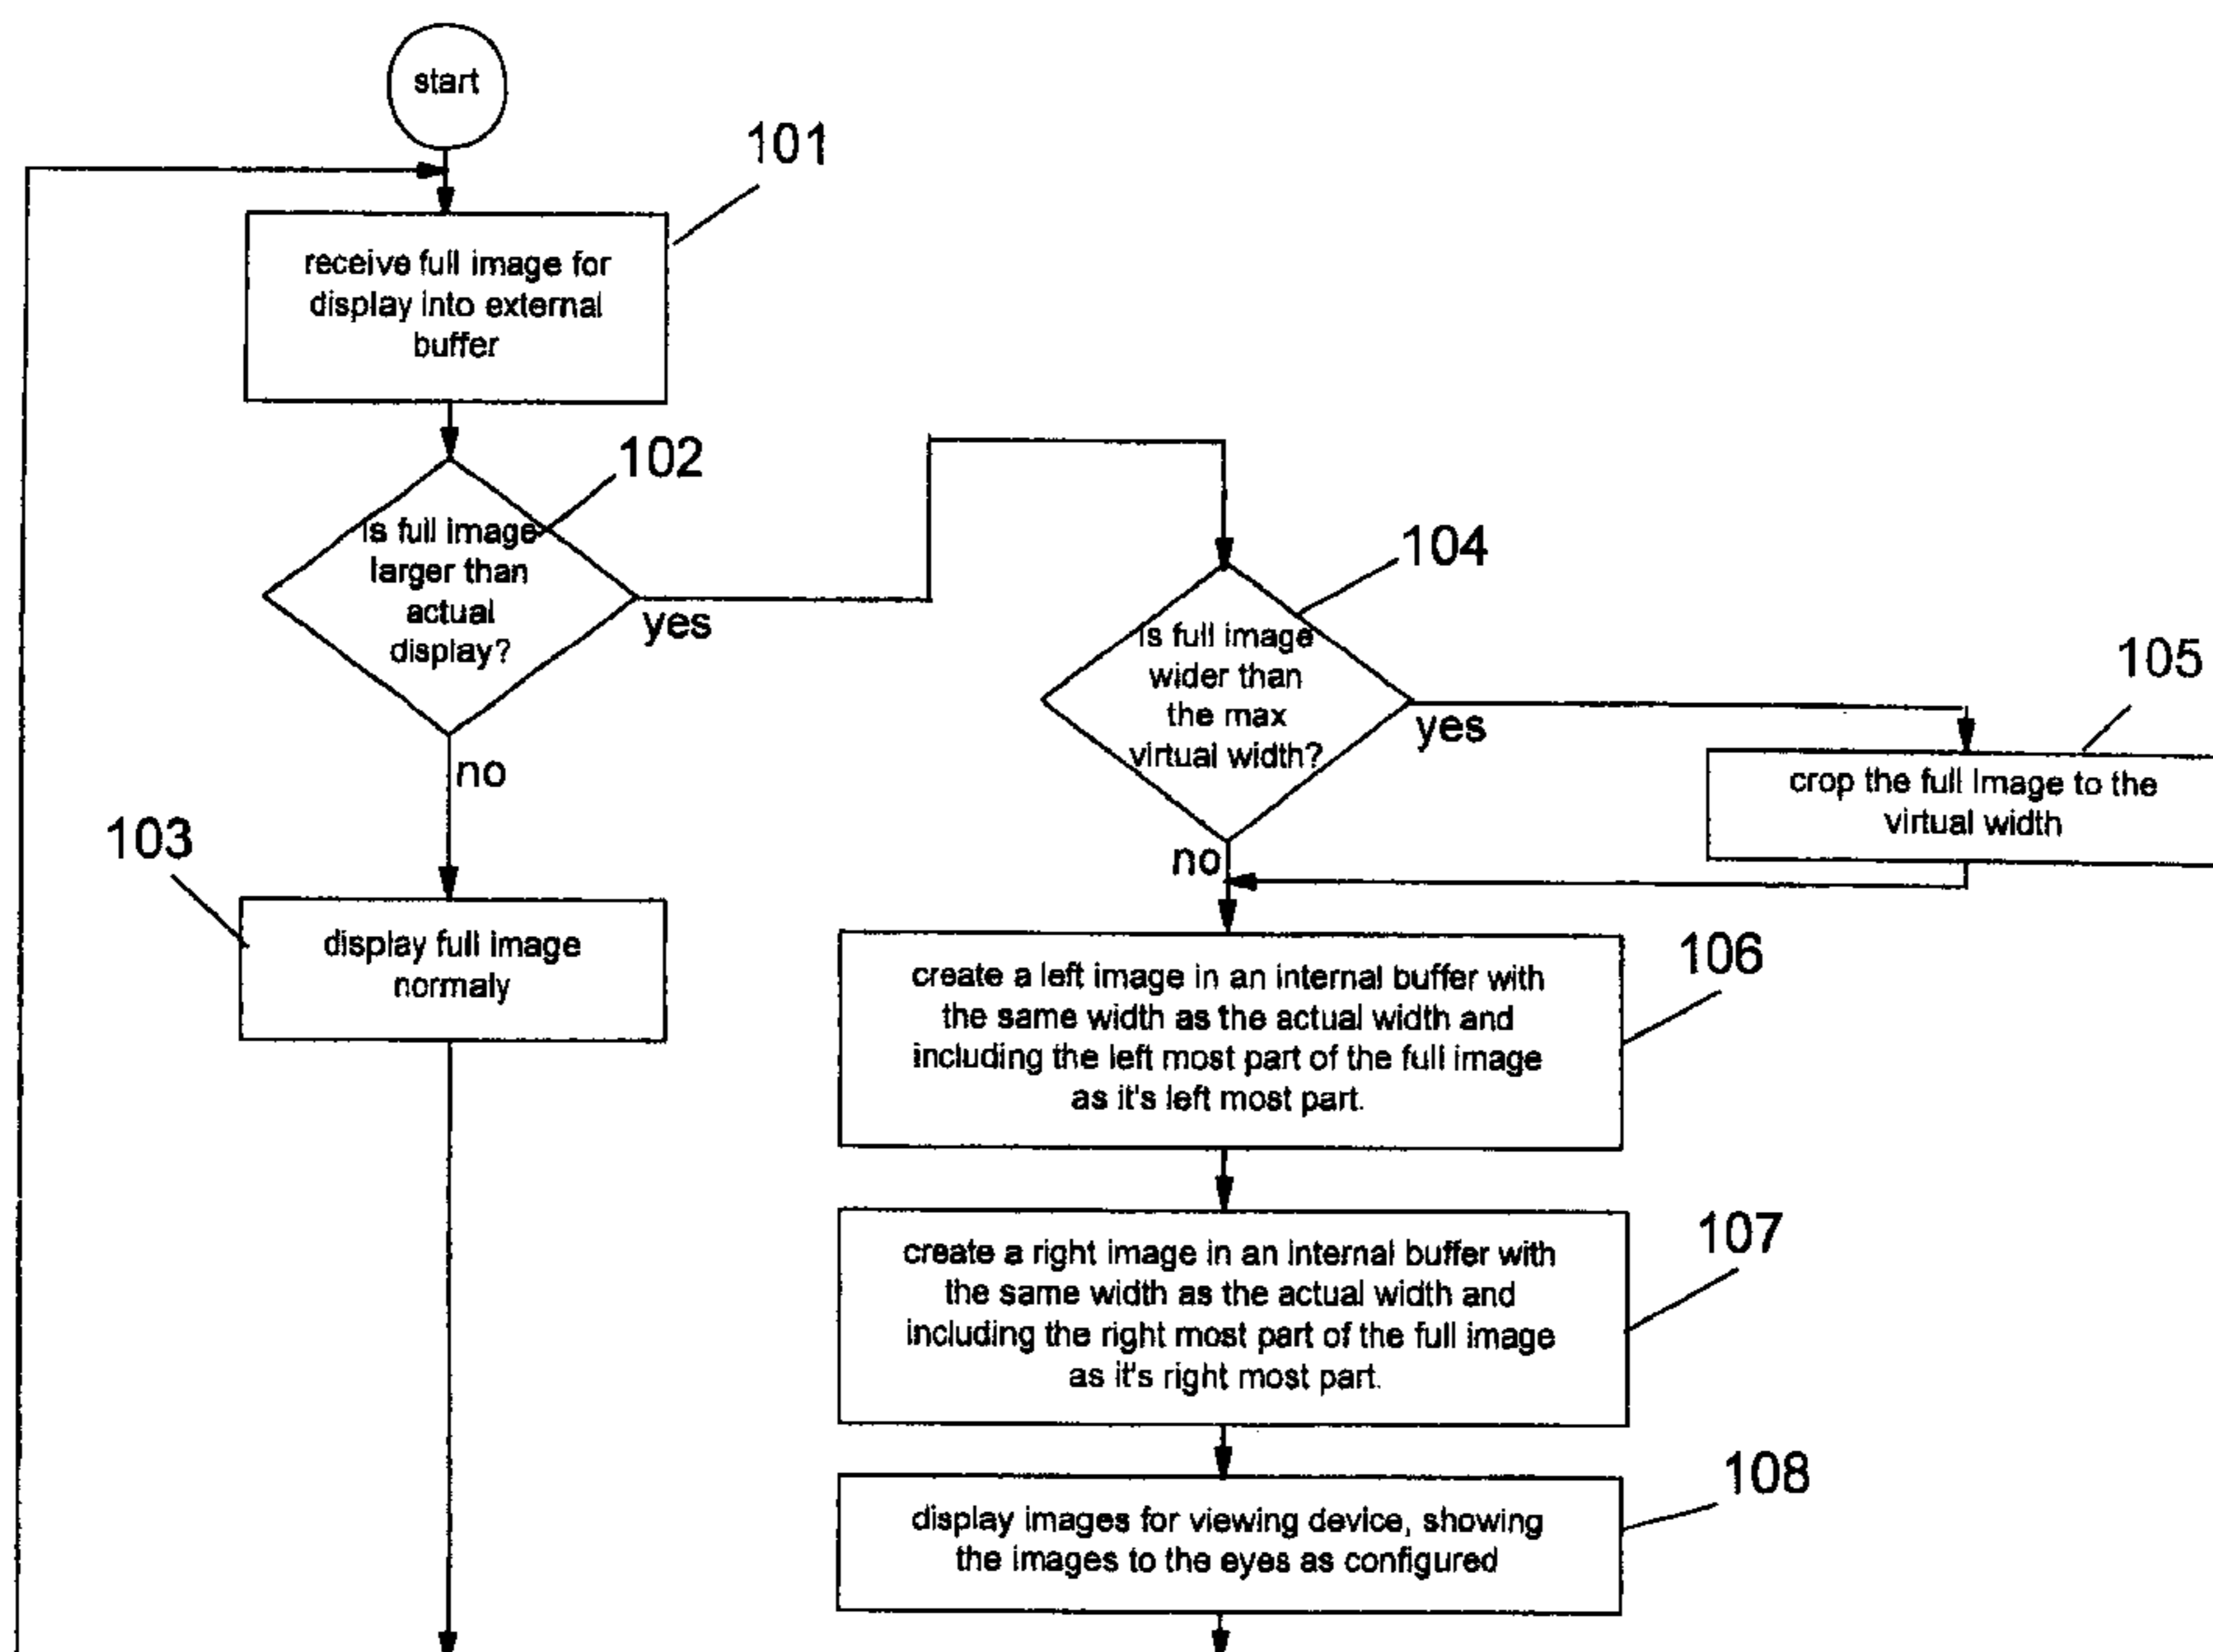 start
101
receive full image for
display into external
buffer
102
Is full image
larger than
actual
display?
yes
no
103
display full image
normaly
104
Is full image
wider than
the max
virtual width?
yes
no
105
crop the full Image to the
virtual width
106
create a left image in an internal buffer with
the same width as the actual width and
including the left most part of the full image
as it's left most part.
107
create a right image in an internal buffer with
the same width as the actual width and
including the right most part of the full image
as it's right most part.
108
display images for viewing device, showing
the images to the eyes as configured